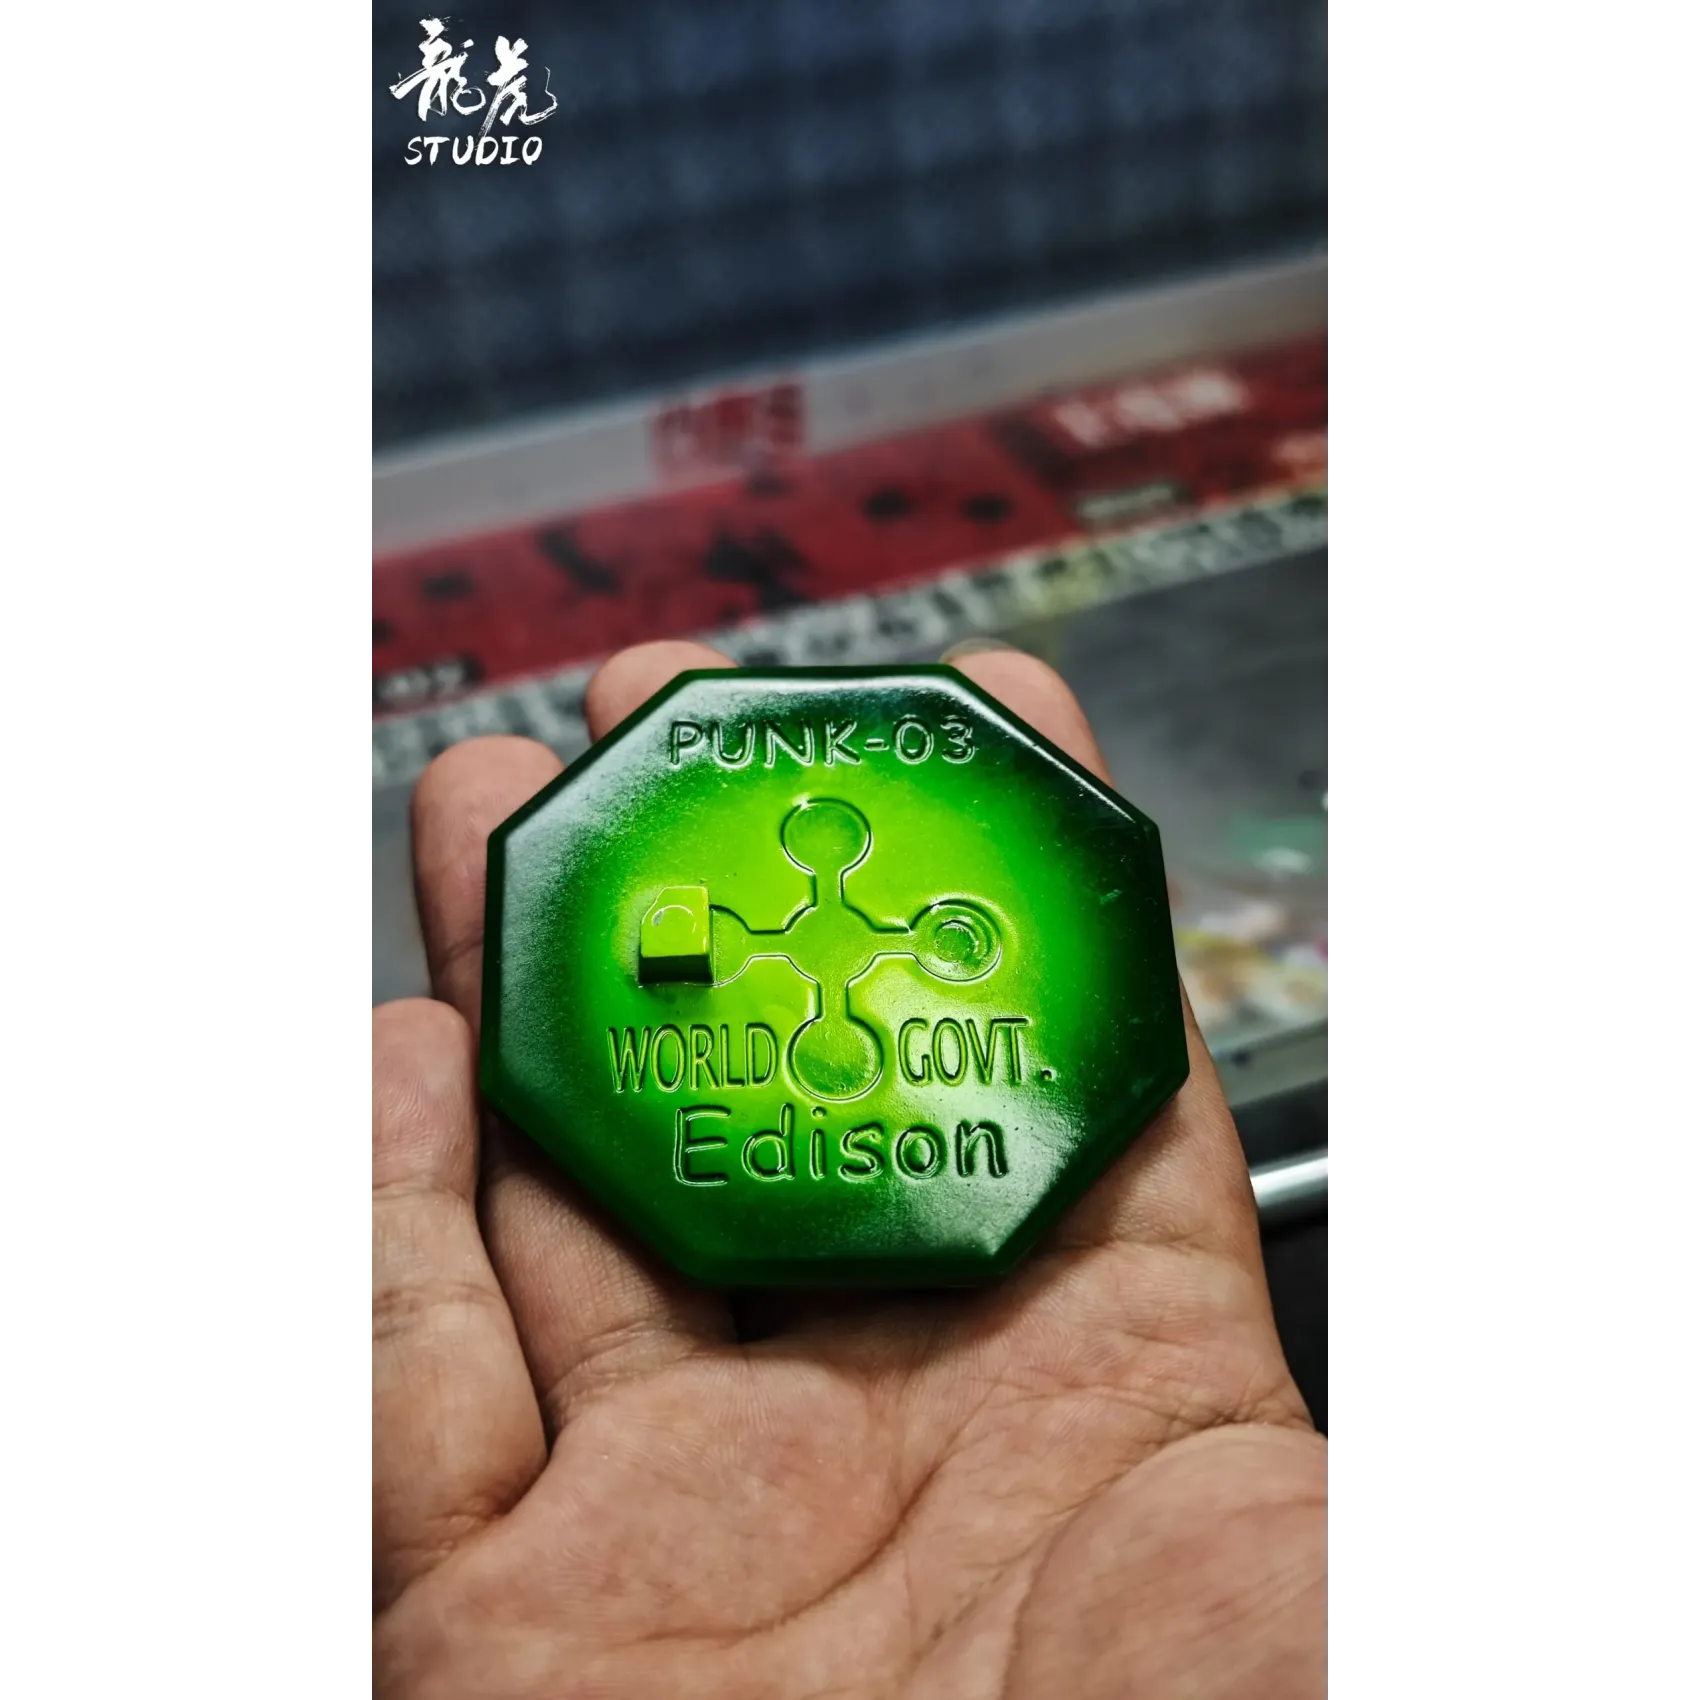 龍虎
STUDIO
PUNK-03
WORLD GOVT.
Edison